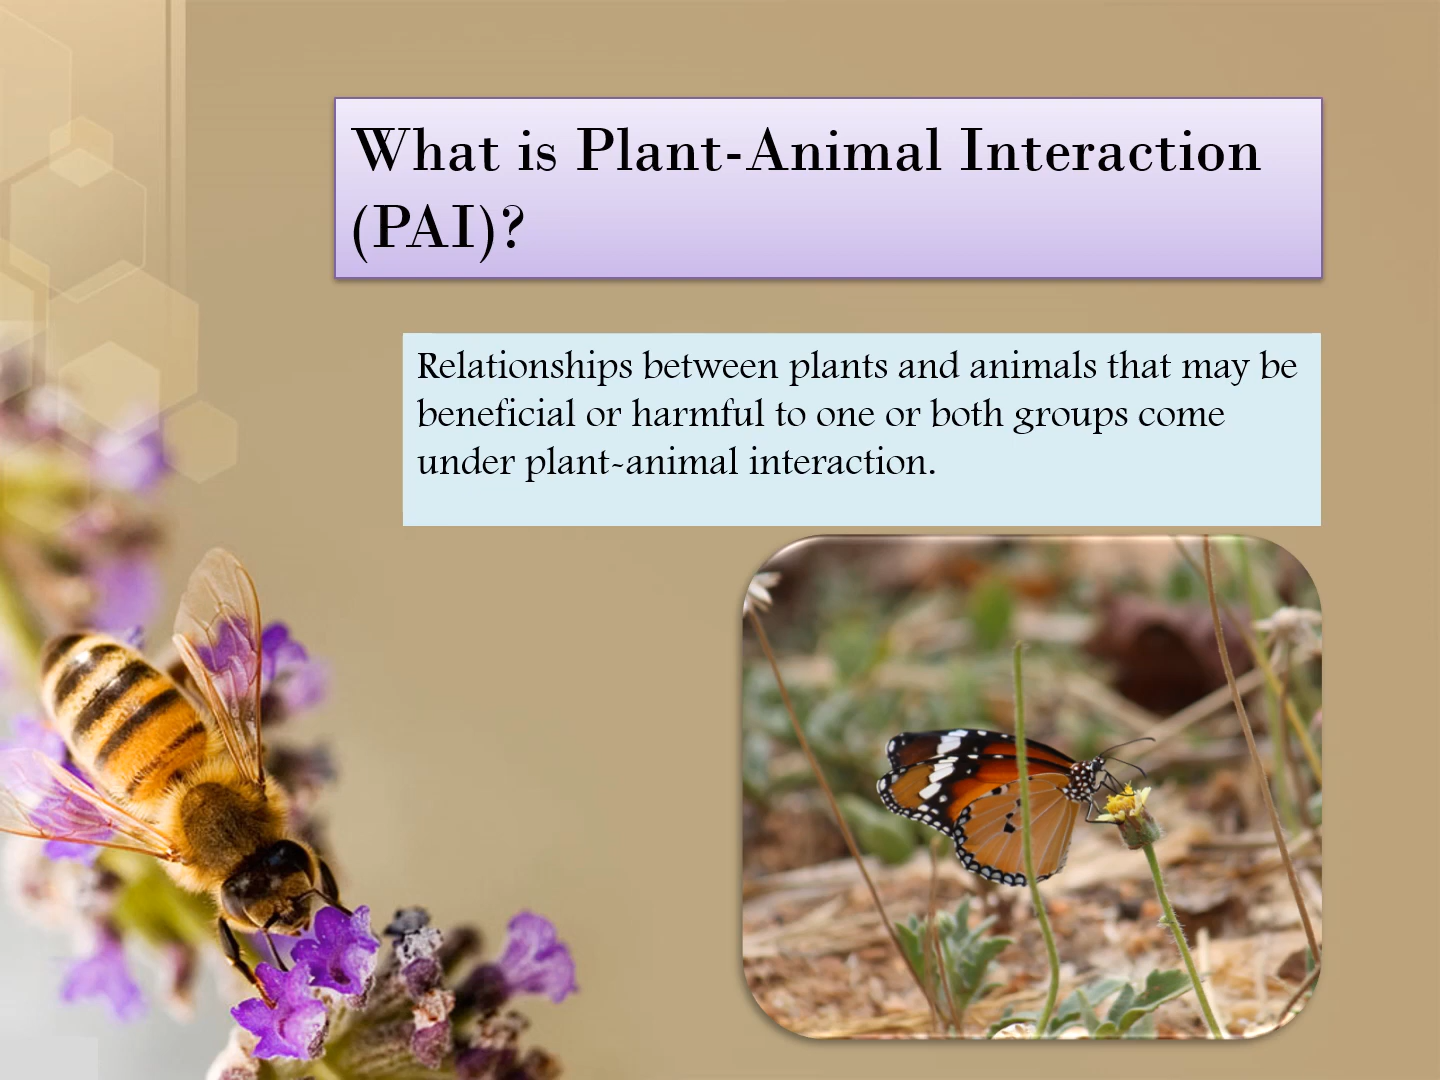 What is Plant-Animal Interaction
(PAI)?
Relationships between plants and animals that may be
beneficial or harmful to one or both groups come
under plant-animal interaction.